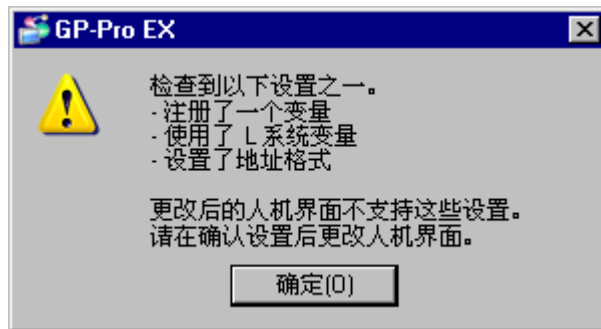 GP-Pro EX
检查到以下设置之一。
- 注册了一个变量
- 使用了 L 系统变量
- 设置了地址格式
更改后的人机界面不支持这些设置。
请在确认设置后更改人机界面。
确定(O)